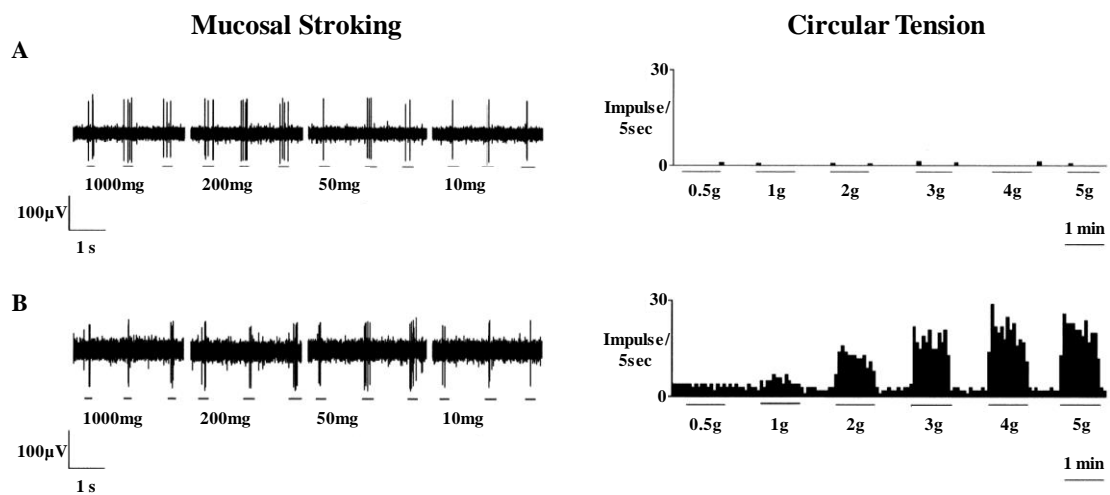 Mucosal Stroking
Circular Tension
A
1000mg 200mg 50mg 10mg
100µV
1 s
30
Impulse/
5sec
0
0.5g 1g 2g 3g 4g 5g
1 min
B
1000mg 200mg 50mg 10mg
100µV
1 s
30
Impulse/
5sec
0
0.5g 1g 2g 3g 4g 5g
1 min